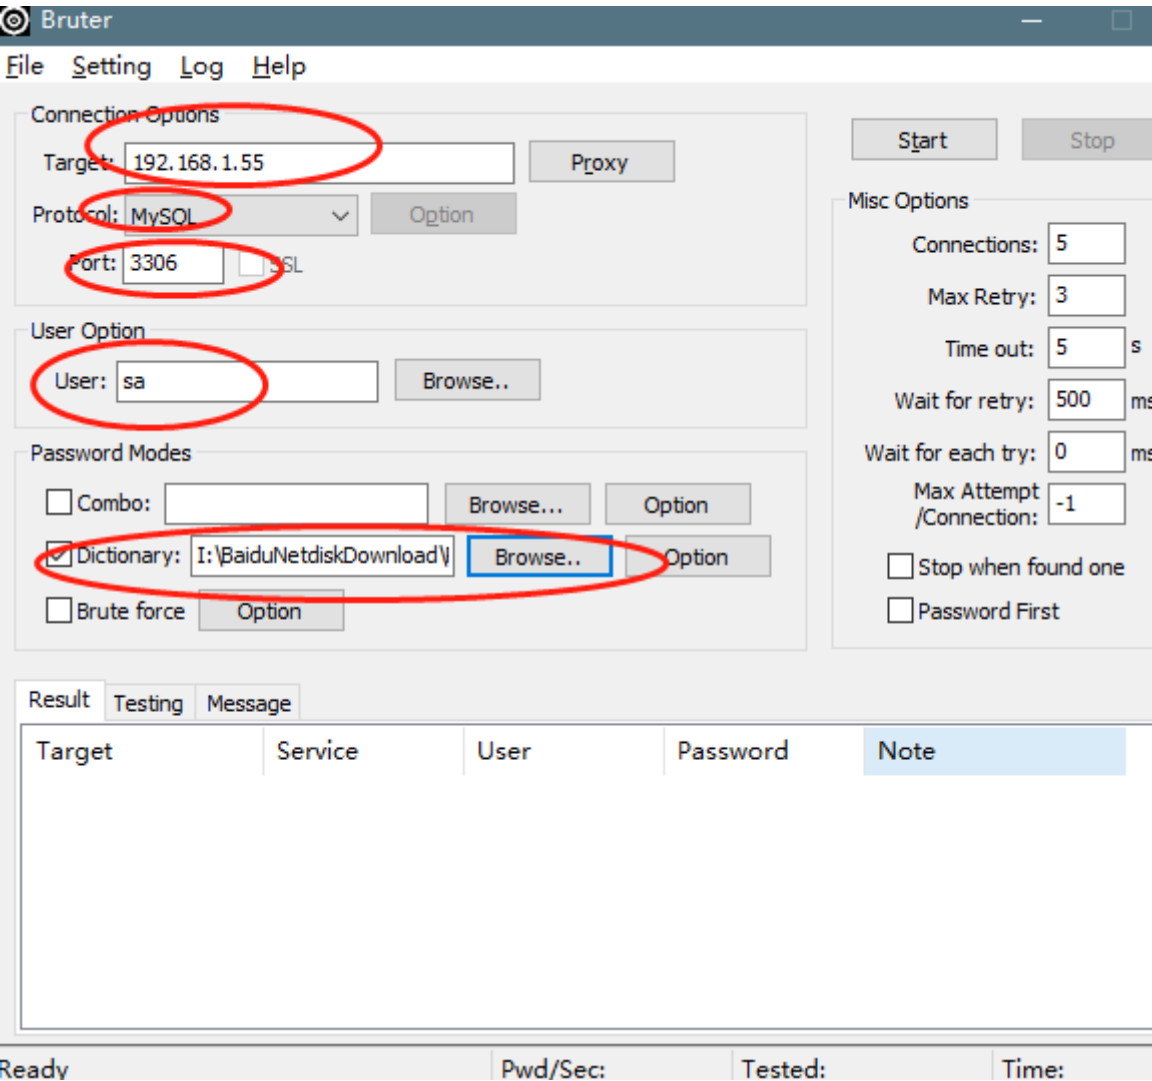 Bruter
File Setting Log Help
Connection Options
Target: 192.168.1.55 Proxy
Start Stop
Protocol: MySQL Option
Port: 3306 SSL
Misc Options
Connections: 5
Max Retry: 3
Time out: 5 s
Wait for retry: 500 ms
Wait for each try: 0 ms
Max Attempt
/Connection: -1
Stop when found one
Password First
User Option
User: sa Browse..
Password Modes
Combo: Browse... Option
Dictionary: I:\BaiduNetdiskDownload\ Browse.. Option
Brute force Option
Result Testing Message
Target Service User Password Note
Ready Pwd/Sec: Tested: Time: